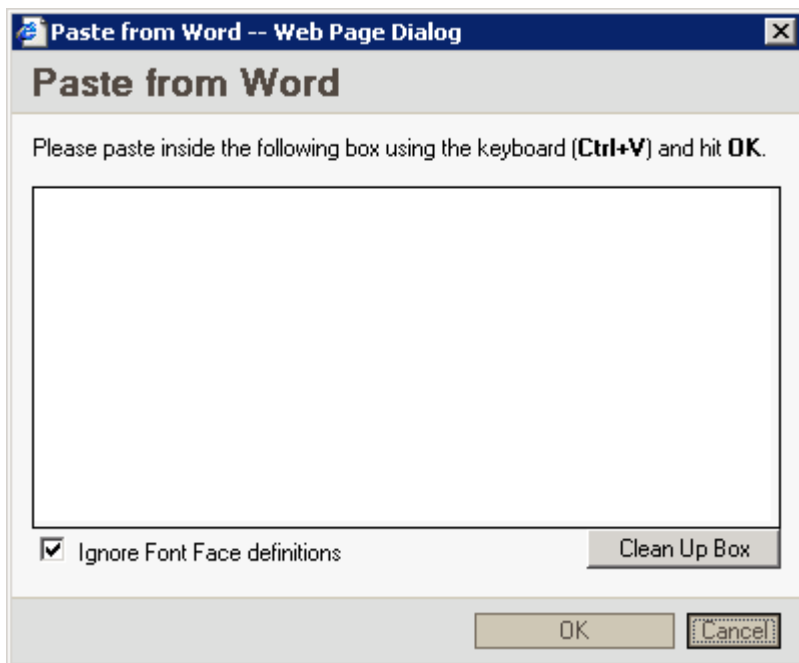 Paste from Word -- Web Page Dialog
Paste from Word
Please paste inside the following box using the keyboard (Ctrl+V) and hit OK.
Ignore Font Face definitions
Clean Up Box
OK
Cancel